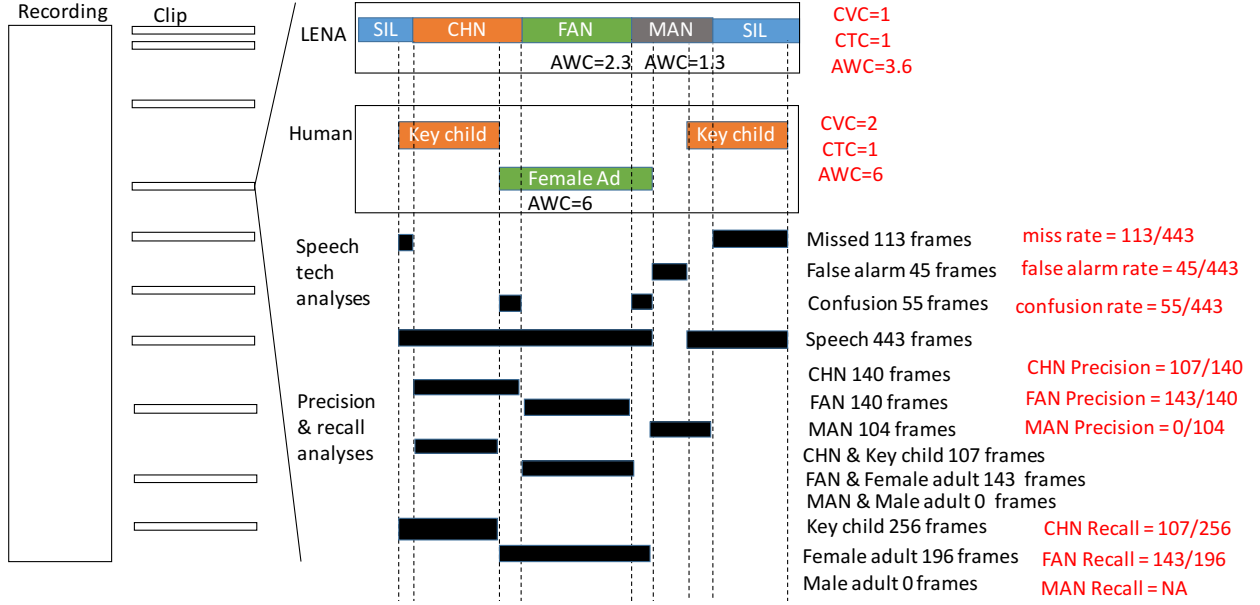 Recording
Clip
LENA
SIL
CHN
FAN
MAN
SIL
AWC=2.3
AWC=1.3
CVC=1
CTC=1
AWC=3.6
Human
Key child
Key child
Female Ad
AWC=6
CVC=2
CTC=1
AWC=6
Speech
tech
analyses
Missed 113 frames
miss rate = 113/443
False alarm 45 frames
false alarm rate = 45/443
Confusion 55 frames
confusion rate = 55/443
Speech 443 frames
Precision
& recall
analyses
CHN 140 frames
CHN Precision = 107/140
FAN 140 frames
FAN Precision = 143/140
MAN 104 frames
MAN Precision = 0/104
CHN & Key child 107 frames
FAN & Female adult 143 frames
MAN & Male adult 0 frames
Key child 256 frames
CHN Recall = 107/256
Female adult 196 frames
FAN Recall = 143/196
Male adult 0 frames
MAN Recall = NA